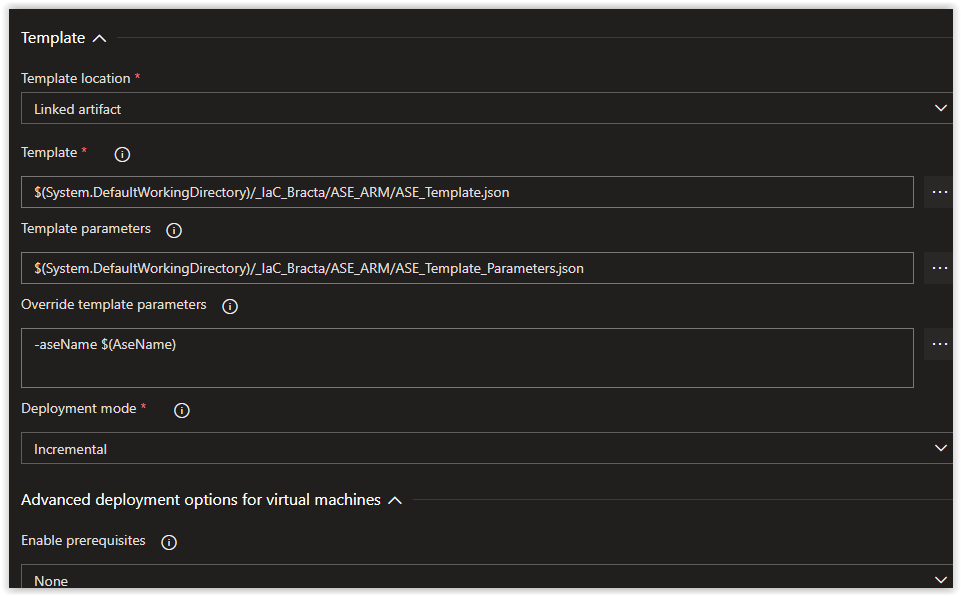 Template
Template location *
Linked artifact
Template *
$(System.DefaultWorkingDirectory)/_IaC_Bracta/ASE_ARM/ASE_Template.json
Template parameters
$(System.DefaultWorkingDirectory)/_IaC_Bracta/ASE_ARM/ASE_Template_Parameters.json
Override template parameters
-aseName $(AseName)
Deployment mode *
Incremental
Advanced deployment options for virtual machines
Enable prerequisites
None